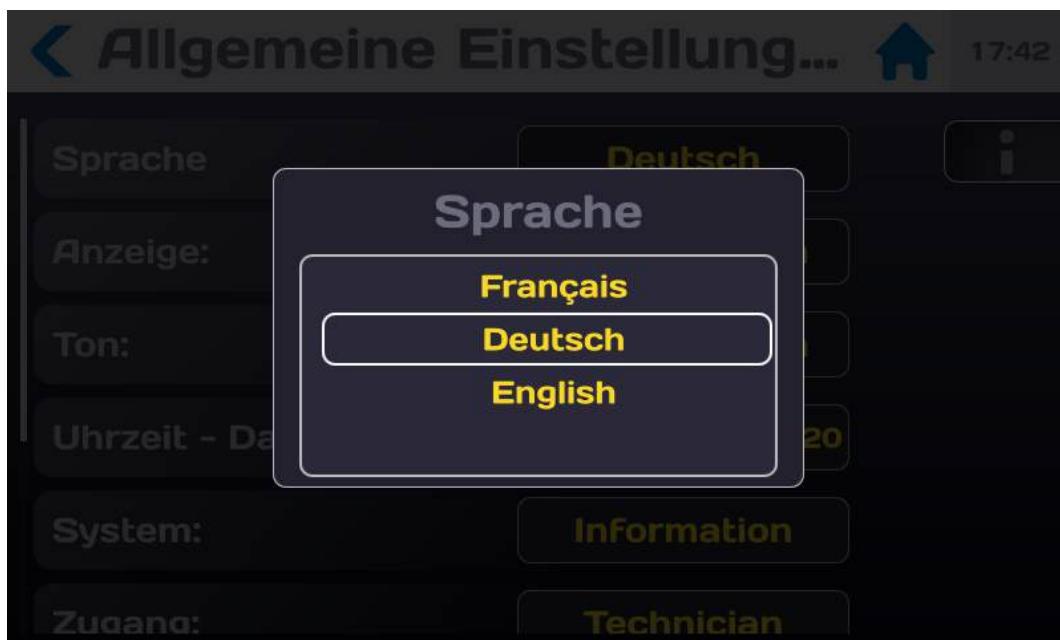 Allgemeine Einstellung...
17:42
Sprache
Deutsch
i
Sprache
Anzeige:
Français
Deutsch
Ton:
English
Uhrzeit - Da
20
System:
Information
Zugang:
Technician